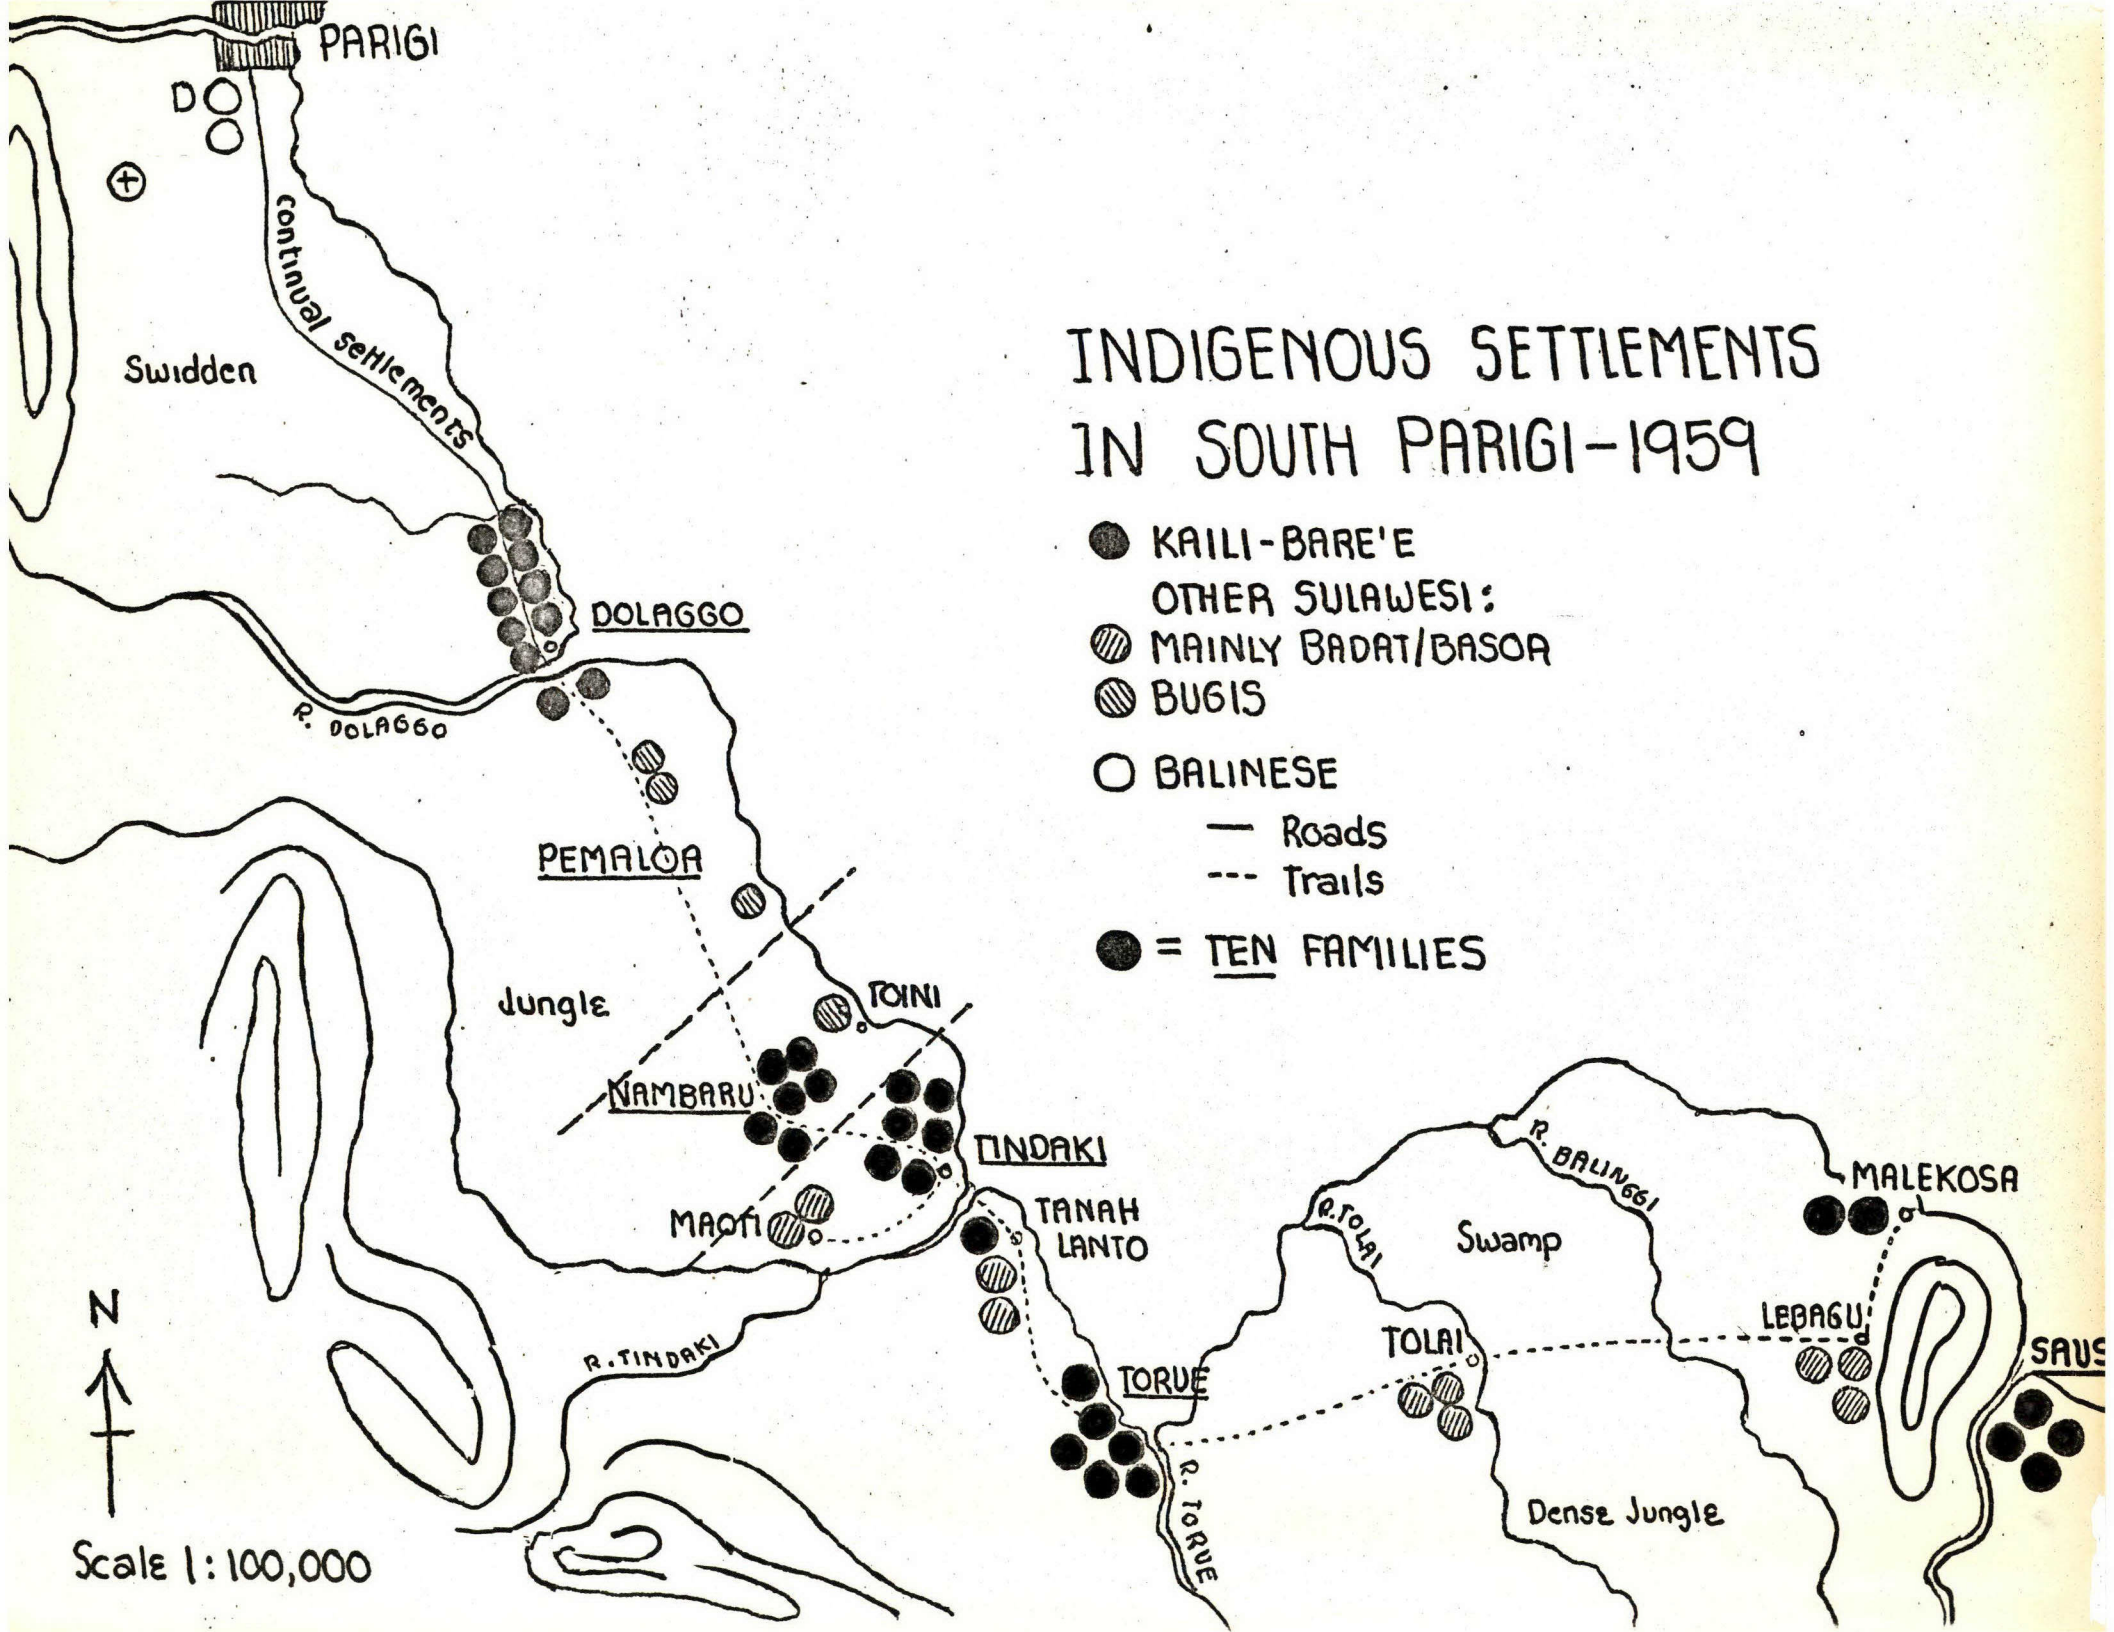 PARIGI
D
continual settlements
Swidden
INDIGENOUS SETTLEMENTS
IN SOUTH PARIGI-1959
KAILI-BARE'E
OTHER SULAWESI:
MAINLY BADAT/BASOA
BUGIS
BALINESE
Roads
Trails
= TEN FAMILIES
DOLAGGO
R. DOLAGGO
PEMALOA
Jungle
TOINI
NAMBARU
TINDAKI
MAOTI
TANAH
LANTO
R. BALINGGI
MALEKOSA
R. TOLAI
Swamp
N
R. TINDAKI
LEBAGU
TOLAI
SAUS
TORUE
R. TORUE
Dense Jungle
Scale 1:100,000